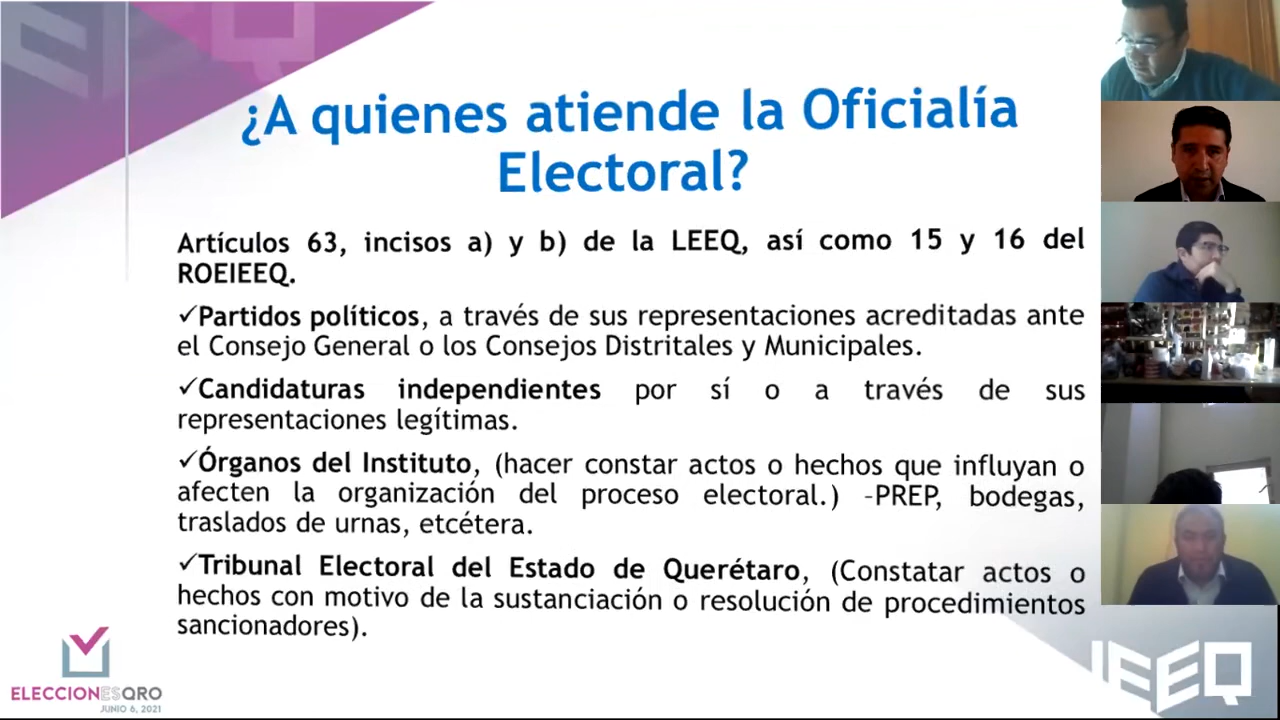 ¿A quienes atiende la Oficialía
Electoral?
Artículos 63, incisos a) y b) de la LEEQ, así como 15 y 16 del
ROEIEEQ.
✓Partidos políticos, a través de sus representaciones acreditadas ante
el Consejo General o los Consejos Distritales y Municipales.
✓Candidaturas independientes por sí o a través de sus
representaciones legítimas.
✓Órganos del Instituto, (hacer constar actos o hechos que influyan o
afecten la organización del proceso electoral.) -PREP, bodegas,
traslados de urnas, etcétera.
✓Tribunal Electoral del Estado de Querétaro, (Constatar actos o
hechos con motivo de la sustanciación o resolución de procedimientos
sancionadores).
ELECCIONESQRO
JUNIO 6, 2021
IEEQ